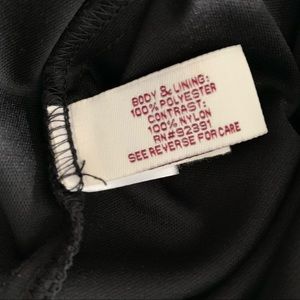 BODY & LINING:
100% POLYESTER
CONTRAST:
100% NYLON
RN#92391
SEE REVERSE FOR CARE